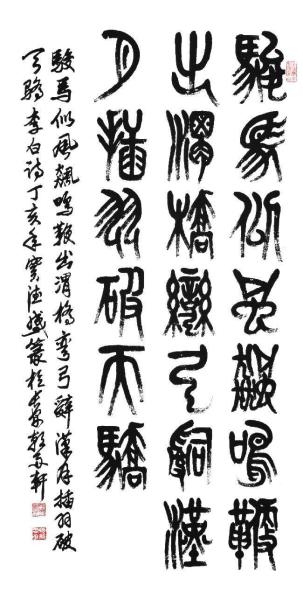 駿馬似風飆鳴鞭
出渭橋彎弓辭漢
月插羽破天驕
駿馬似風飆鳴鞭出渭橋彎弓辭漢月插羽破
天驕李白詩丁亥軒